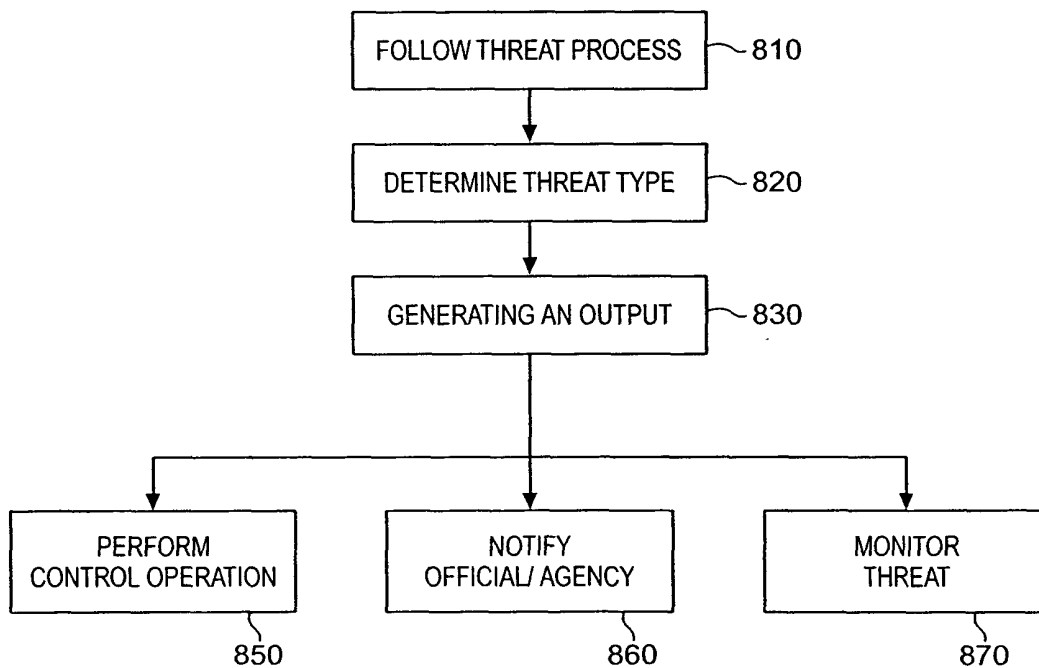 FOLLOW THREAT PROCESS
810
DETERMINE THREAT TYPE
820
GENERATING AN OUTPUT
830
PERFORM
CONTROL OPERATION
850
NOTIFY
OFFICIAL/ AGENCY
860
MONITOR
THREAT
870